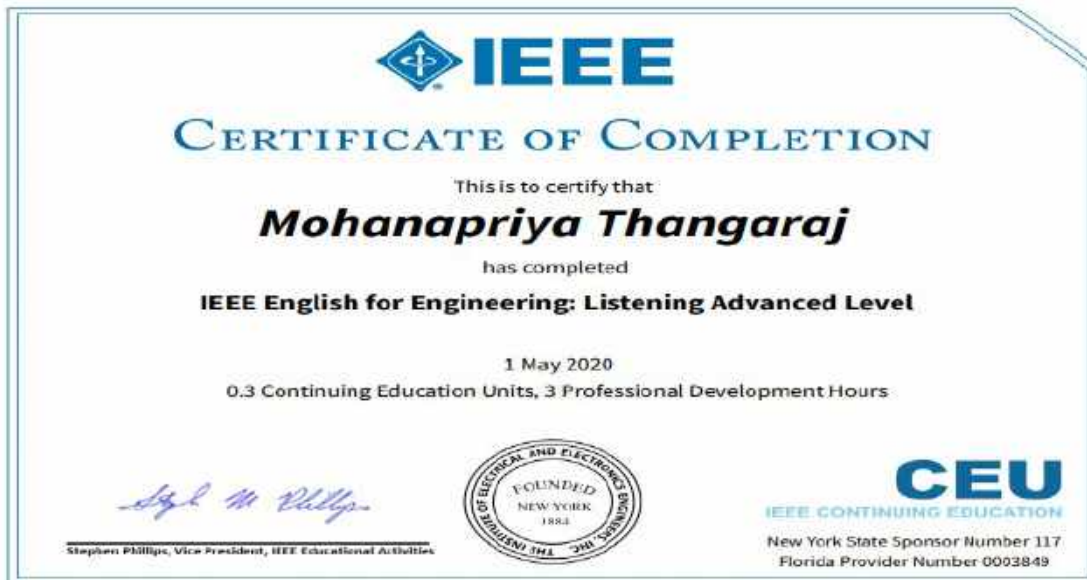 IEEE
CERTIFICATE OF COMPLETION
This is to certify that
Mohanapriya Thangaraj
has completed
IEEE English for Engineering: Listening Advanced Level
1 May 2020
0.3 Continuing Education Units, 3 Professional Development Hours
Stephen Phillips, Vice President, IEEE Educational Activities
THE INSTITUTE OF ELECTRICAL AND ELECTRONICS ENGINEERS, INC.
FOUNDED
NEW YORK
1884
CEU
IEEE CONTINUING EDUCATION
New York State Sponsor Number 117
Florida Provider Number 0003849